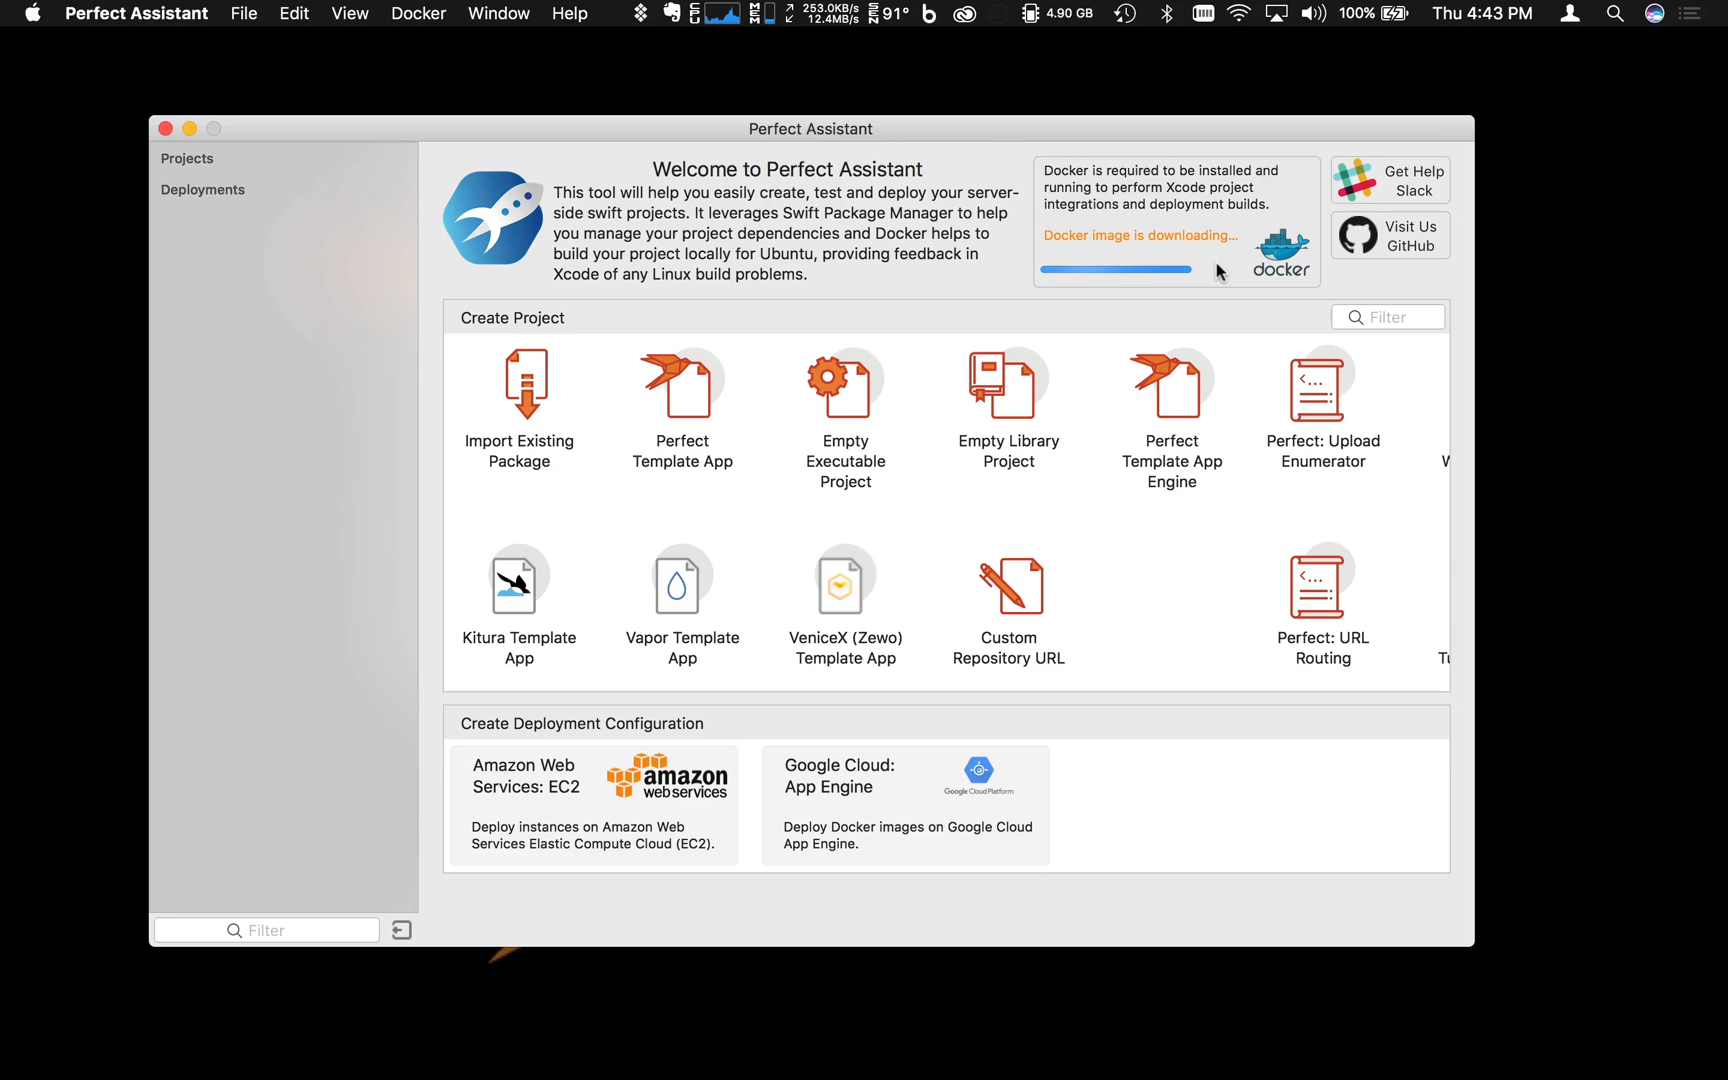 Perfect Assistant File Edit View Docker Window Help 253.0KB/s 12.4MB/s 91° 4.90 GB 100% Thu 4:43 PM
Perfect Assistant
Projects
Deployments
Welcome to Perfect Assistant
This tool will help you easily create, test and deploy your server-
side swift projects. It leverages Swift Package Manager to help
you manage your project dependencies and Docker helps to
build your project locally for Ubuntu, providing feedback in
Xcode of any Linux build problems.
Docker is required to be installed and
running to perform Xcode project
integrations and deployment builds.
Docker image is downloading...
docker
Get Help
Slack
Visit Us
GitHub
Create Project
Filter
Import Existing
Package
Perfect
Template App
Empty
Executable
Project
Empty Library
Project
Perfect
Template App
Engine
Perfect: Upload
Enumerator
Kitura Template
App
Vapor Template
App
VeniceX (Zewo)
Template App
Custom
Repository URL
Perfect: URL
Routing
Create Deployment Configuration
Amazon Web
Services: EC2
amazon
webservices
Deploy instances on Amazon Web
Services Elastic Compute Cloud (EC2).
Google Cloud:
App Engine
Google Cloud Platform
Deploy Docker images on Google Cloud
App Engine.
Filter